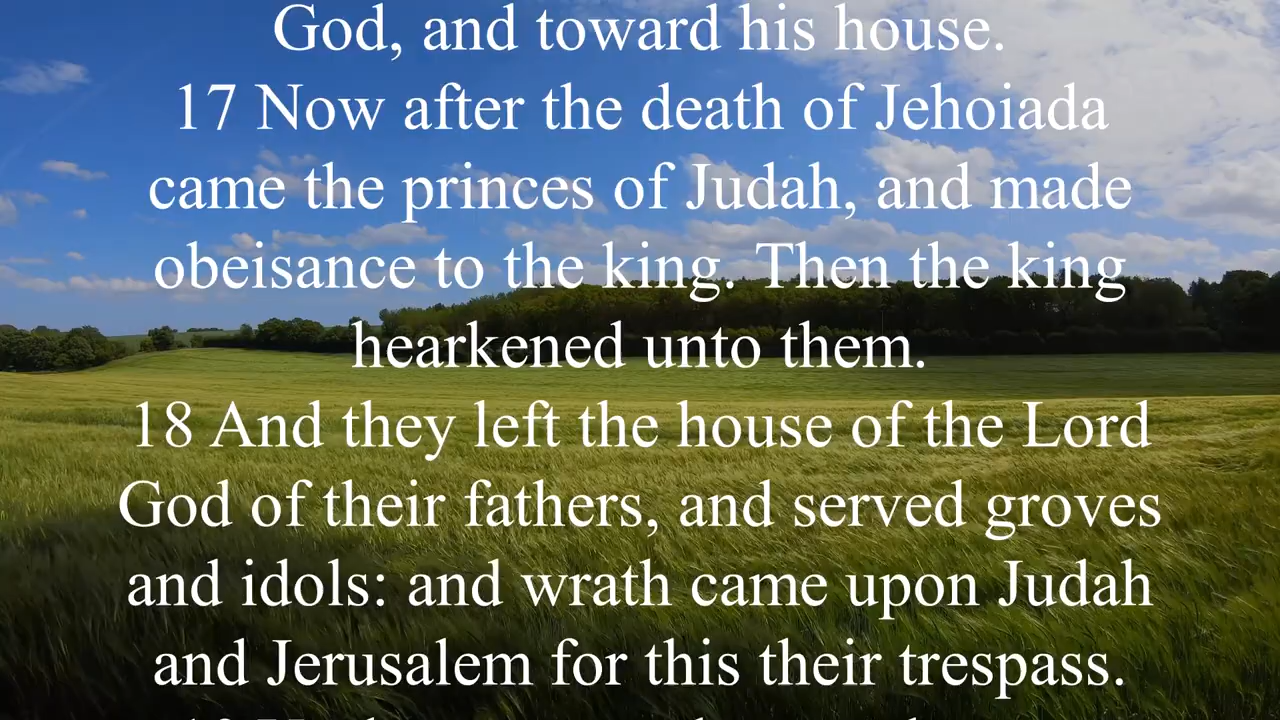 God, and toward his house.
17 Now after the death of Jehoiada
came the princes of Judah, and made
obeisance to the king. Then the king
hearkened unto them.
18 And they left the house of the Lord
God of their fathers, and served groves
and idols: and wrath came upon Judah
and Jerusalem for this their trespass.